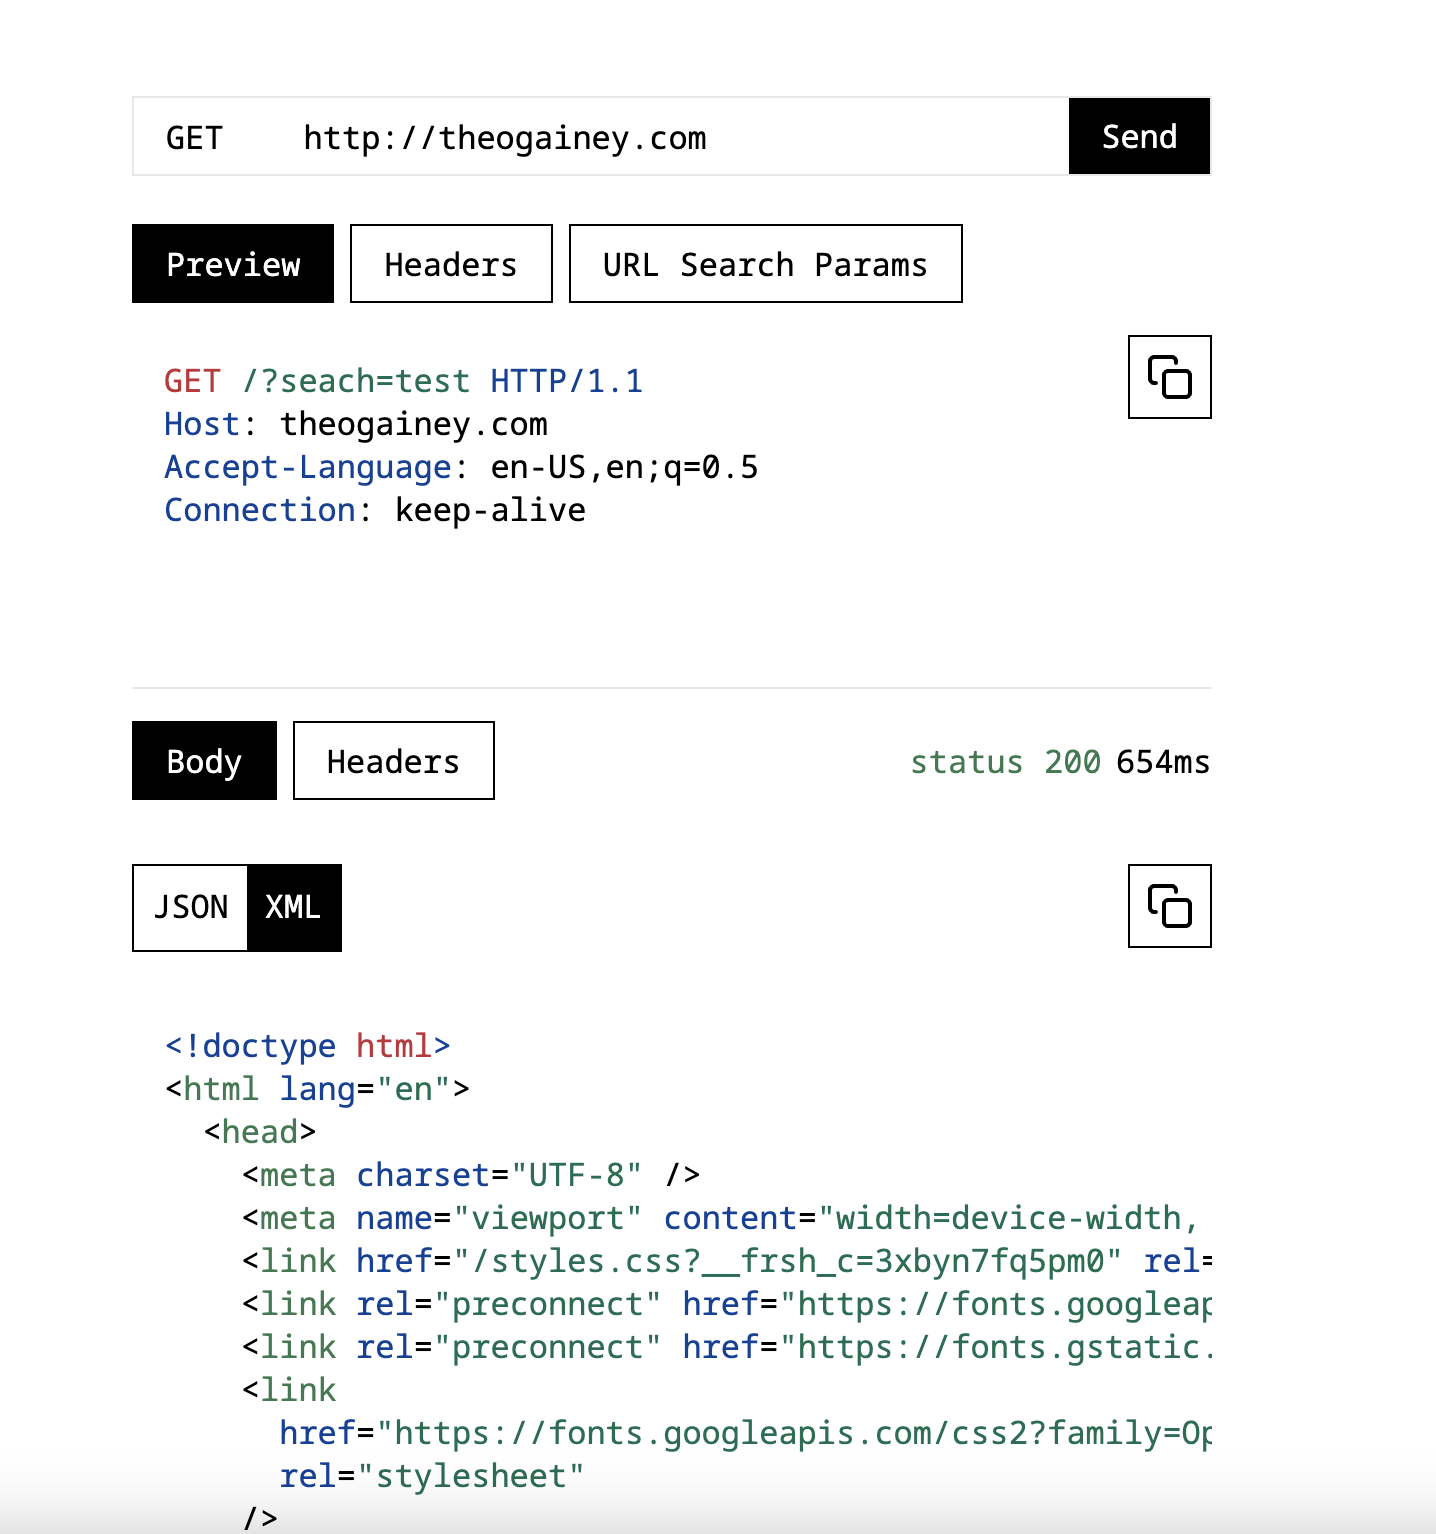 GET http://theogainey.com Send
Preview Headers URL Search Params
GET /?seach=test HTTP/1.1
Host: theogainey.com
Accept-Language: en-US,en;q=0.5
Connection: keep-alive
Body Headers status 200 654ms
JSON XML
<!doctype html>
<html lang="en">
<head>
<meta charset="UTF-8" />
<meta name="viewport" content="width=device-width,
<link href="/styles.css?__frsh_c=3xbyn7fq5pm0" rel=
<link rel="preconnect" href="https://fonts.googleap
<link rel="preconnect" href="https://fonts.gstatic.
<link
href="https://fonts.googleapis.com/css2?family=Op
rel="stylesheet"
/>